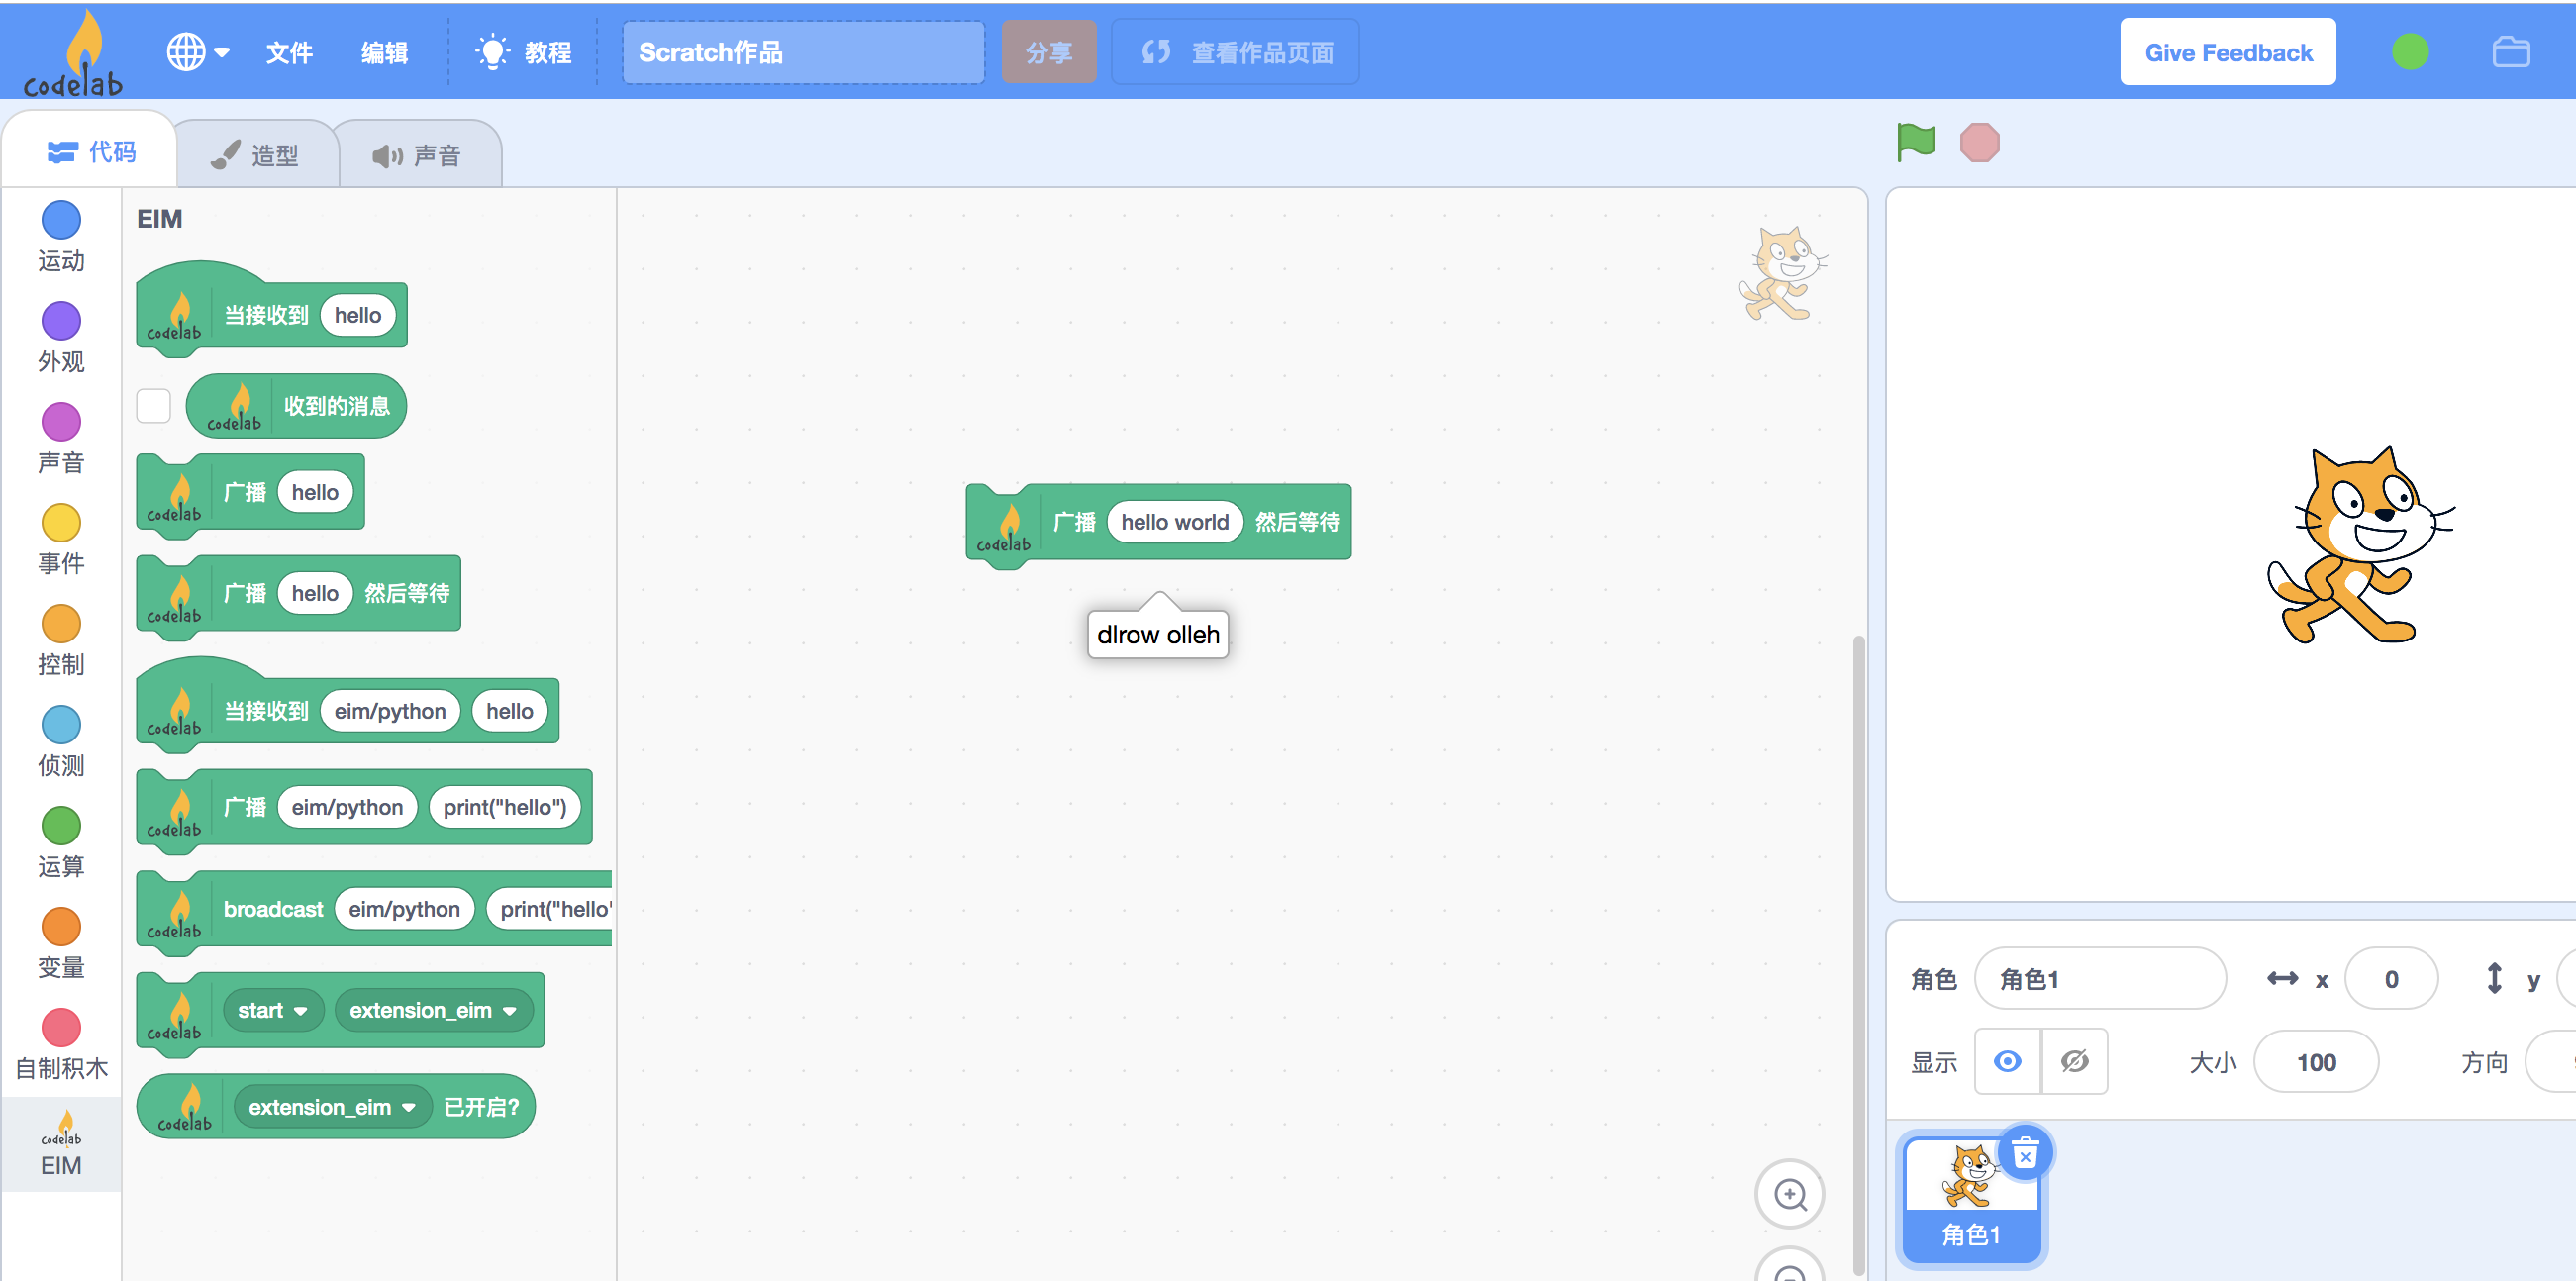 codelab 文件 编辑 教程 Scratch作品 分享 查看作品页面 Give Feedback
代码 造型 声音
运动
外观
声音
事件
控制
侦测
运算
变量
自制积木
codelab
EIM
EIM
codelab 当接收到 hello
codelab 收到的消息
codelab 广播 hello
codelab 广播 hello 然后等待
codelab 当接收到 eim/python hello
codelab 广播 eim/python print("hello")
codelab broadcast eim/python print("hello"
codelab start extension_eim
codelab extension_eim 已开启?
codelab 广播 hello world 然后等待
dlrow olleh
角色 角色1 x 0 y
显示 大小 100 方向
角色1